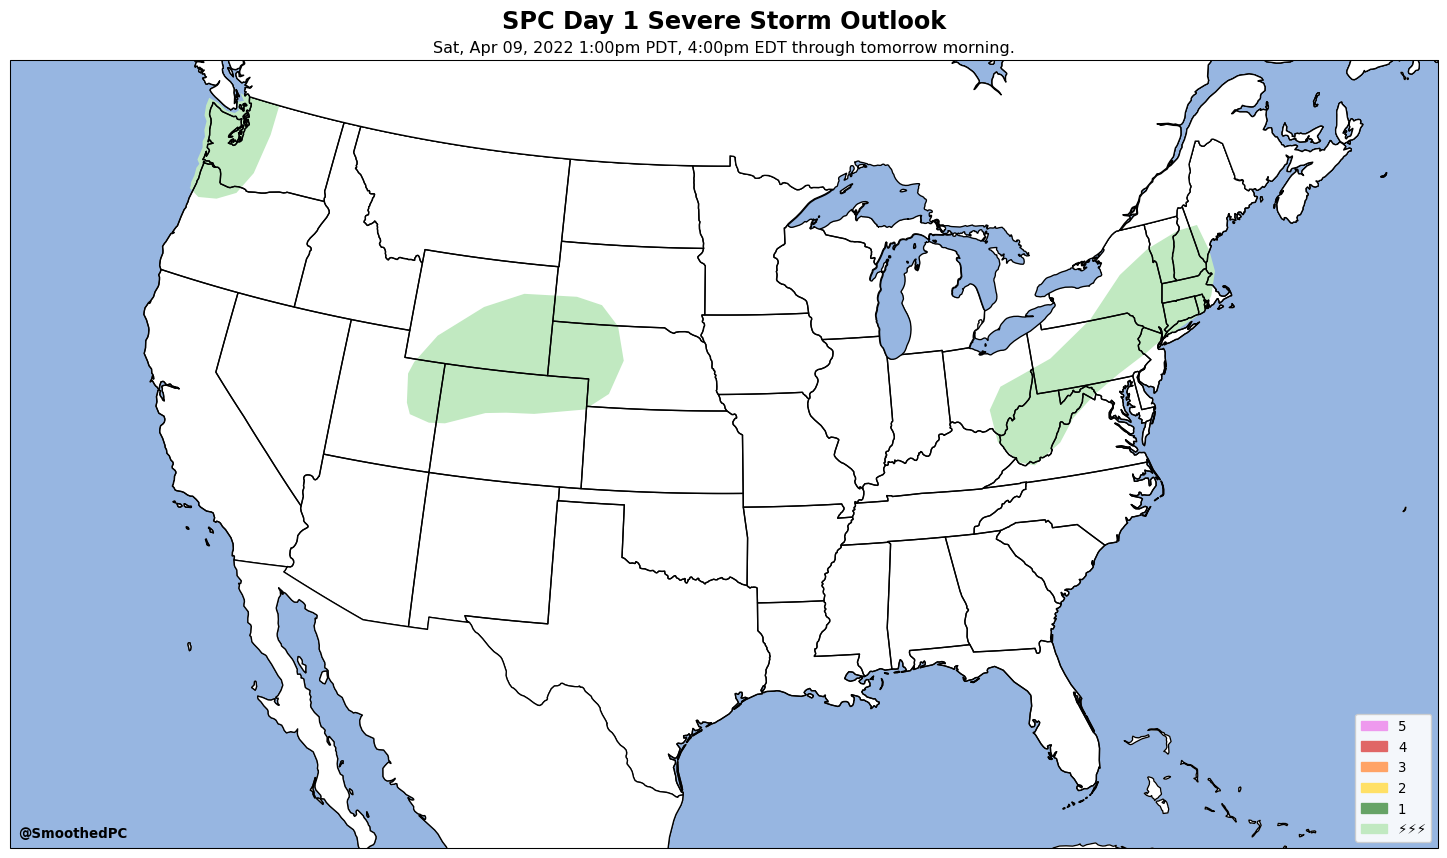 SPC Day 1 Severe Storm Outlook
Sat, Apr 09, 2022 1:00pm PDT, 4:00pm EDT through tomorrow morning.
5
4
3
2
1
⚡⚡⚡
@SmoothedPC